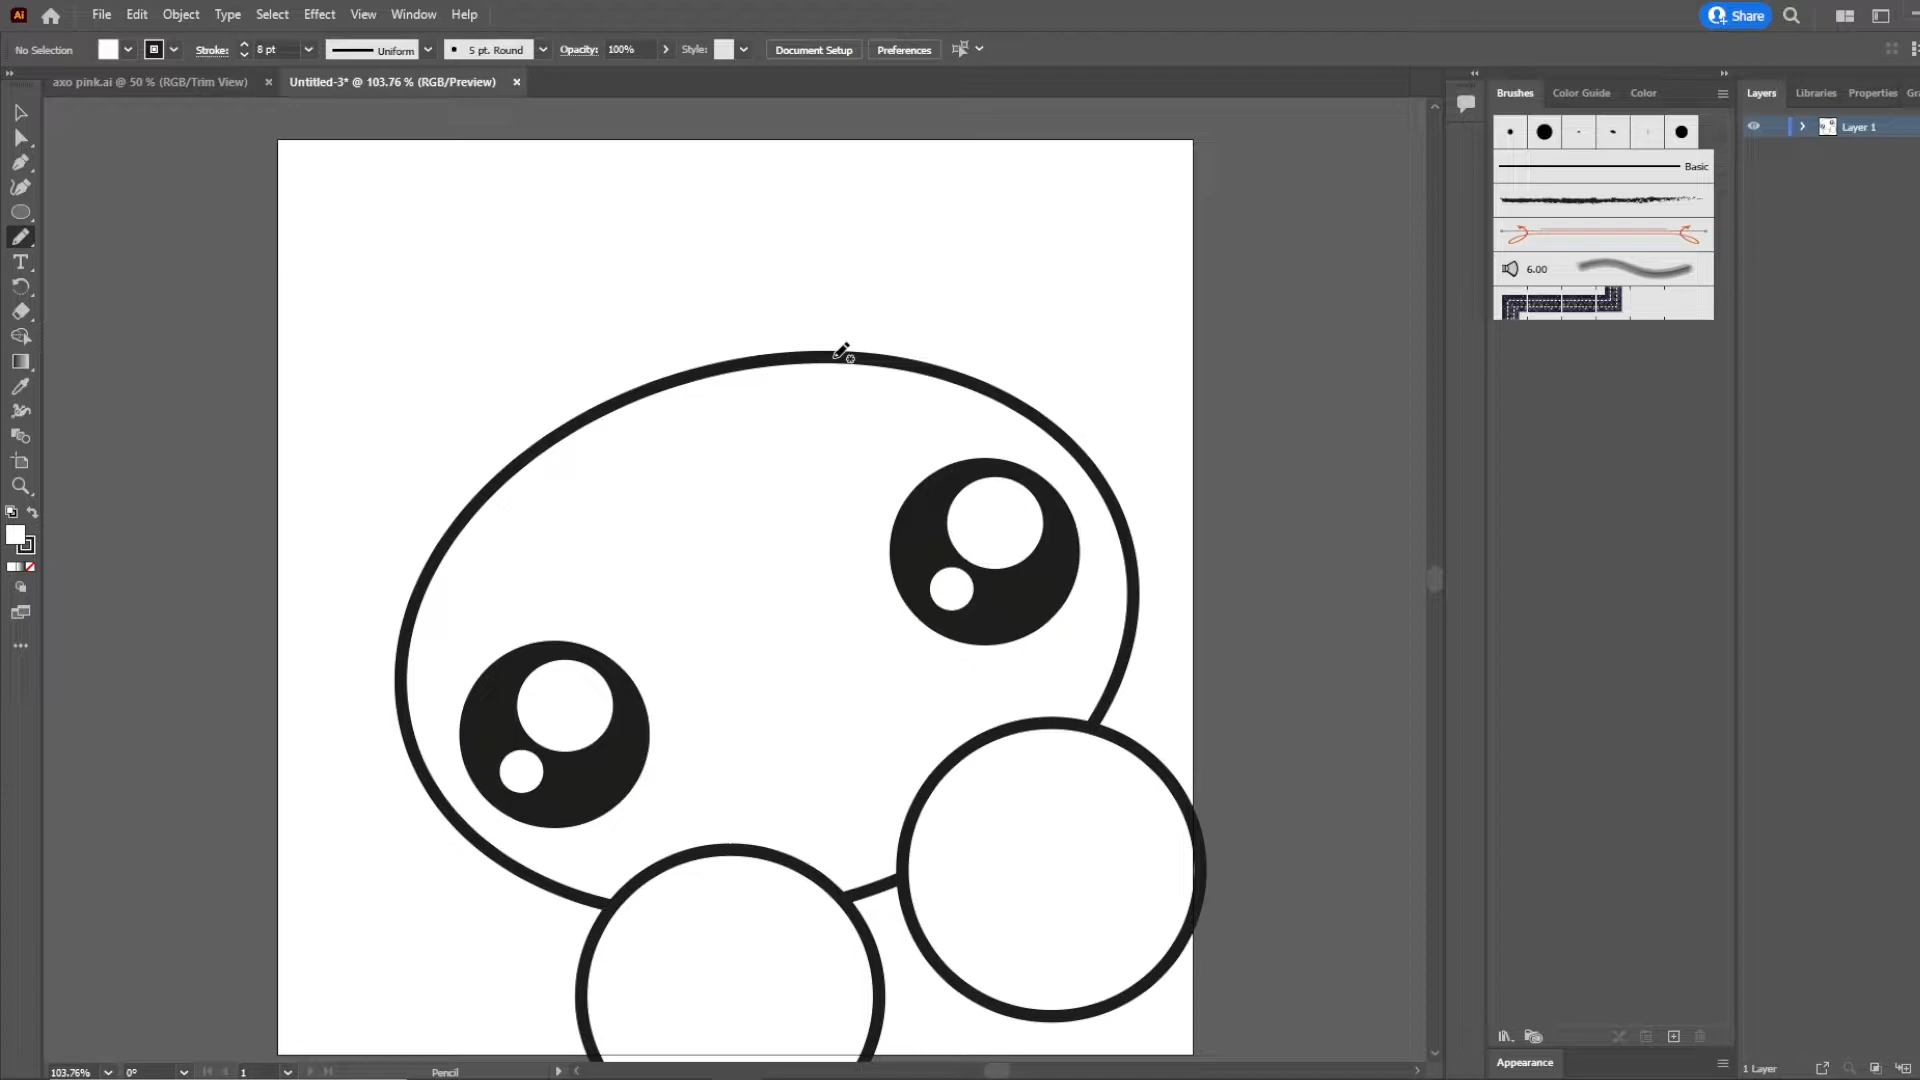 Ai File Edit Object Type Select Effect View Window Help Share
No Selection Stroke: 8 pt Uniform 5 pt. Round Opacity: 100% Style: Document Setup Preferences
axo pink.ai @ 50 % (RGB/Trim View) Untitled-3* @ 103.76 % (RGB/Preview)
Brushes Color Guide Color Layers Libraries Properties Gra
Layer 1
Basic
6.00
Appearance
1 Layer
103.76% 0° 1 Pencil